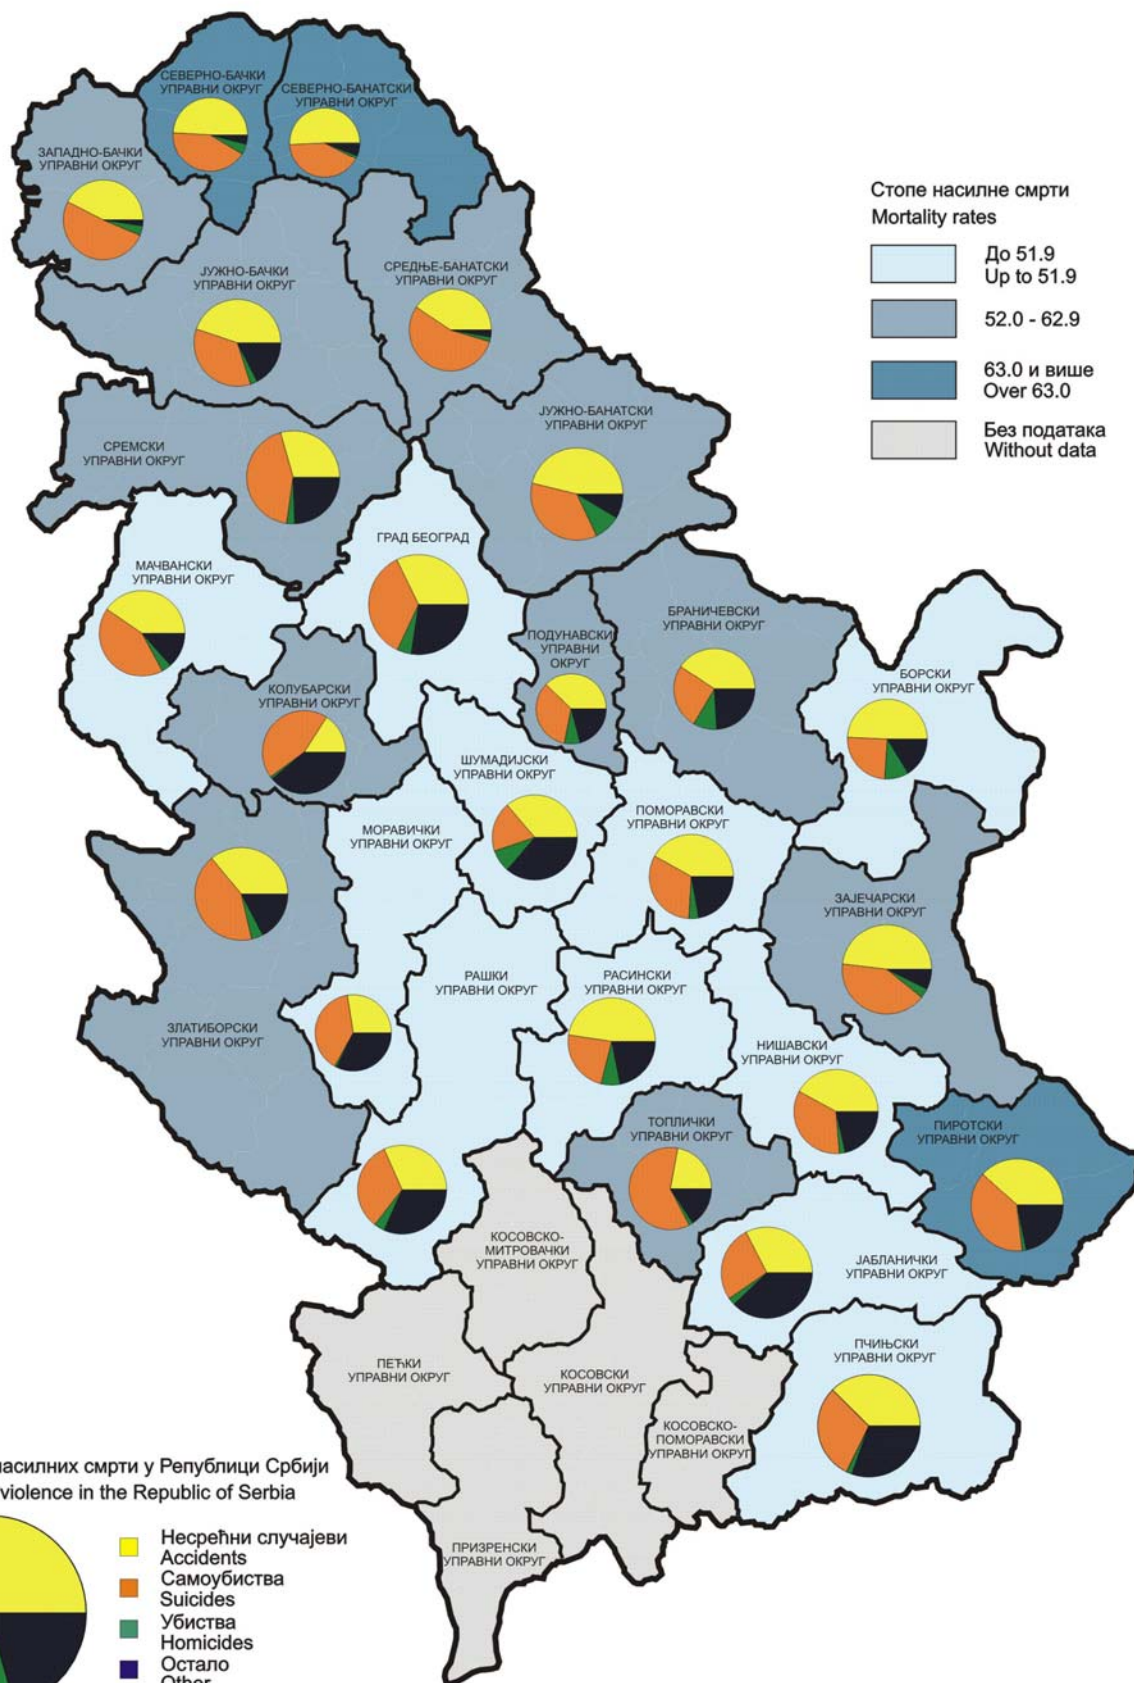 СЕВЕРНО-БАЧКИ
УПРАВНИ ОКРУГ
СЕВЕРНО-БАНАТСКИ
УПРАВНИ ОКРУГ
ЗАПАДНО-БАЧКИ
УПРАВНИ ОКРУГ
ЈУЖНО-БАЧКИ
УПРАВНИ ОКРУГ
СРЕДЊЕ-БАНАТСКИ
УПРАВНИ ОКРУГ
Стопе насилне смрти
Mortality rates
До 51.9
Up to 51.9
52.0 - 62.9
63.0 и више
Over 63.0
Без података
Without data
ЈУЖНО-БАНАТСКИ
УПРАВНИ ОКРУГ
СРЕМСКИ
УПРАВНИ ОКРУГ
ГРАД БЕОГРАД
МАЧВАНСКИ
УПРАВНИ ОКРУГ
ПОДУНАВСКИ
УПРАВНИ
ОКРУГ
БРАНИЧЕВСКИ
УПРАВНИ ОКРУГ
БОРСКИ
УПРАВНИ ОКРУГ
КОЛУБАРСКИ
УПРАВНИ ОКРУГ
ШУМАДИЈСКИ
УПРАВНИ ОКРУГ
МОРАВИЧКИ
УПРАВНИ ОКРУГ
ПОМОРАВСКИ
УПРАВНИ ОКРУГ
ЗАЈЕЧАРСКИ
УПРАВНИ ОКРУГ
РАШКИ
УПРАВНИ ОКРУГ
РАСИНСКИ
УПРАВНИ ОКРУГ
ЗЛАТИБОРСКИ
УПРАВНИ ОКРУГ
НИШАВСКИ
УПРАВНИ ОКРУГ
ТОПЛИЧКИ
УПРАВНИ ОКРУГ
ПИРОТСКИ
УПРАВНИ ОКРУГ
КОСОВСКО-
МИТРОВАЧКИ
УПРАВНИ ОКРУГ
ЈАБЛАНИЧКИ
УПРАВНИ ОКРУГ
ПЧИЊСКИ
УПРАВНИ ОКРУГ
ПЕЋКИ
УПРАВНИ ОКРУГ
КОСОВСКИ
УПРАВНИ ОКРУГ
КОСОВСКО-
ПОМОРАВСКИ
УПРАВНИ ОКРУГ
ПРИЗРЕНСКИ
УПРАВНИ ОКРУГ
насилних смрти у Републици Србији
violence in the Republic of Serbia
Несрећни случајеви
Accidents
Самоубиства
Suicides
Убиства
Homicides
Остало
Other